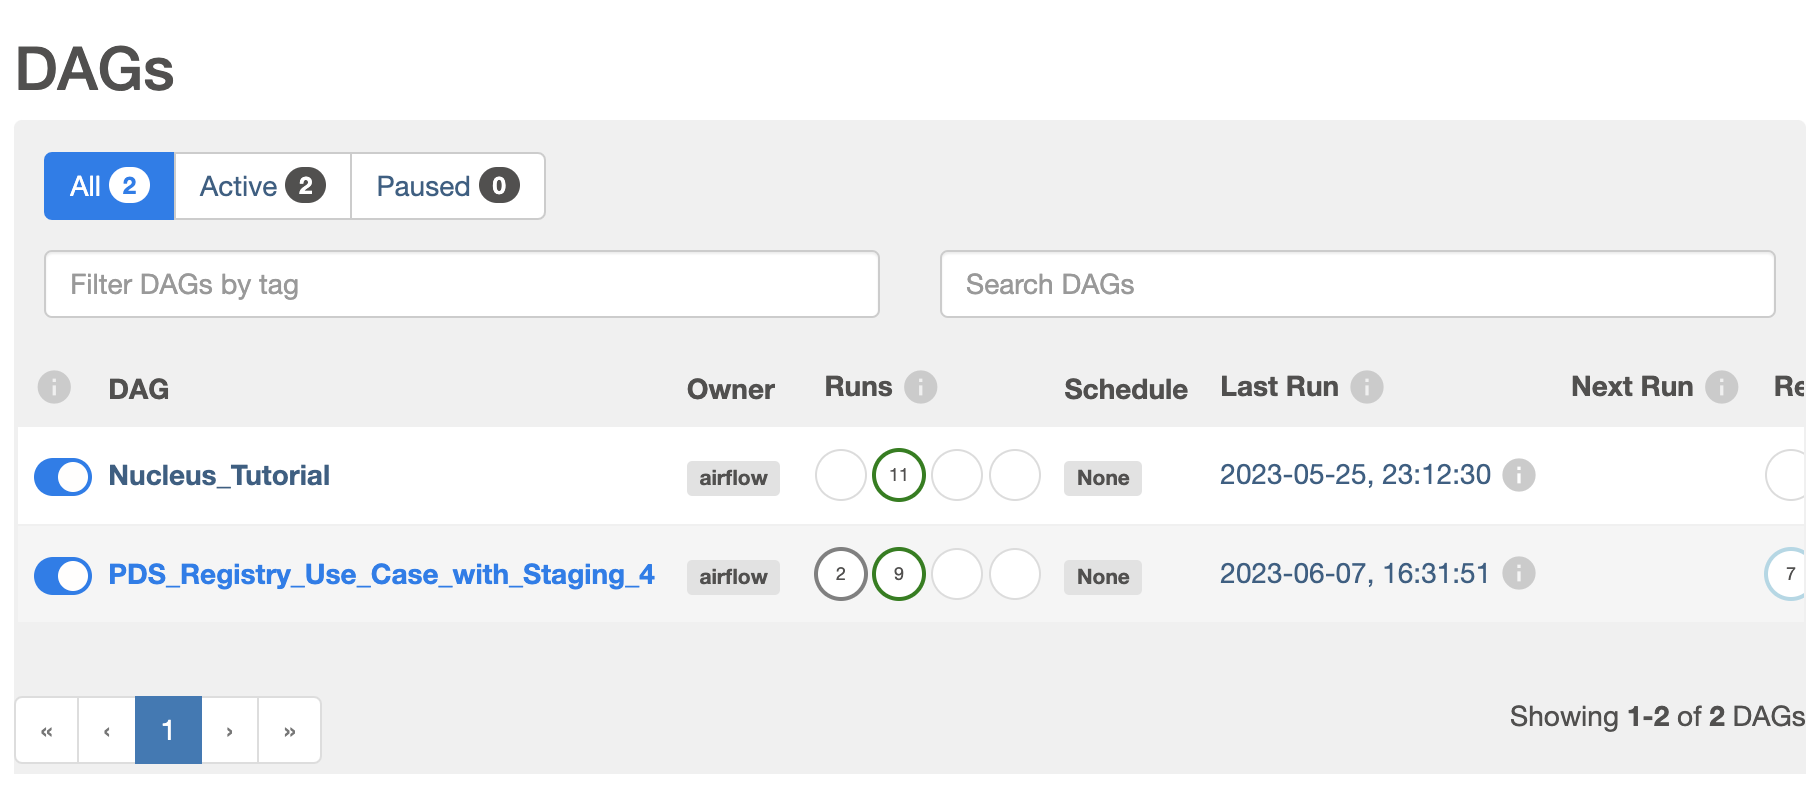 DAGs
All 2 Active 2 Paused 0
Filter DAGs by tag Search DAGs
i DAG Owner Runs i Schedule Last Run i Next Run i Re
Nucleus_Tutorial airflow 11 None 2023-05-25, 23:12:30 i
PDS_Registry_Use_Case_with_Staging_4 airflow 2 9 None 2023-06-07, 16:31:51 i 7
« ‹ 1 › » Showing 1-2 of 2 DAGs